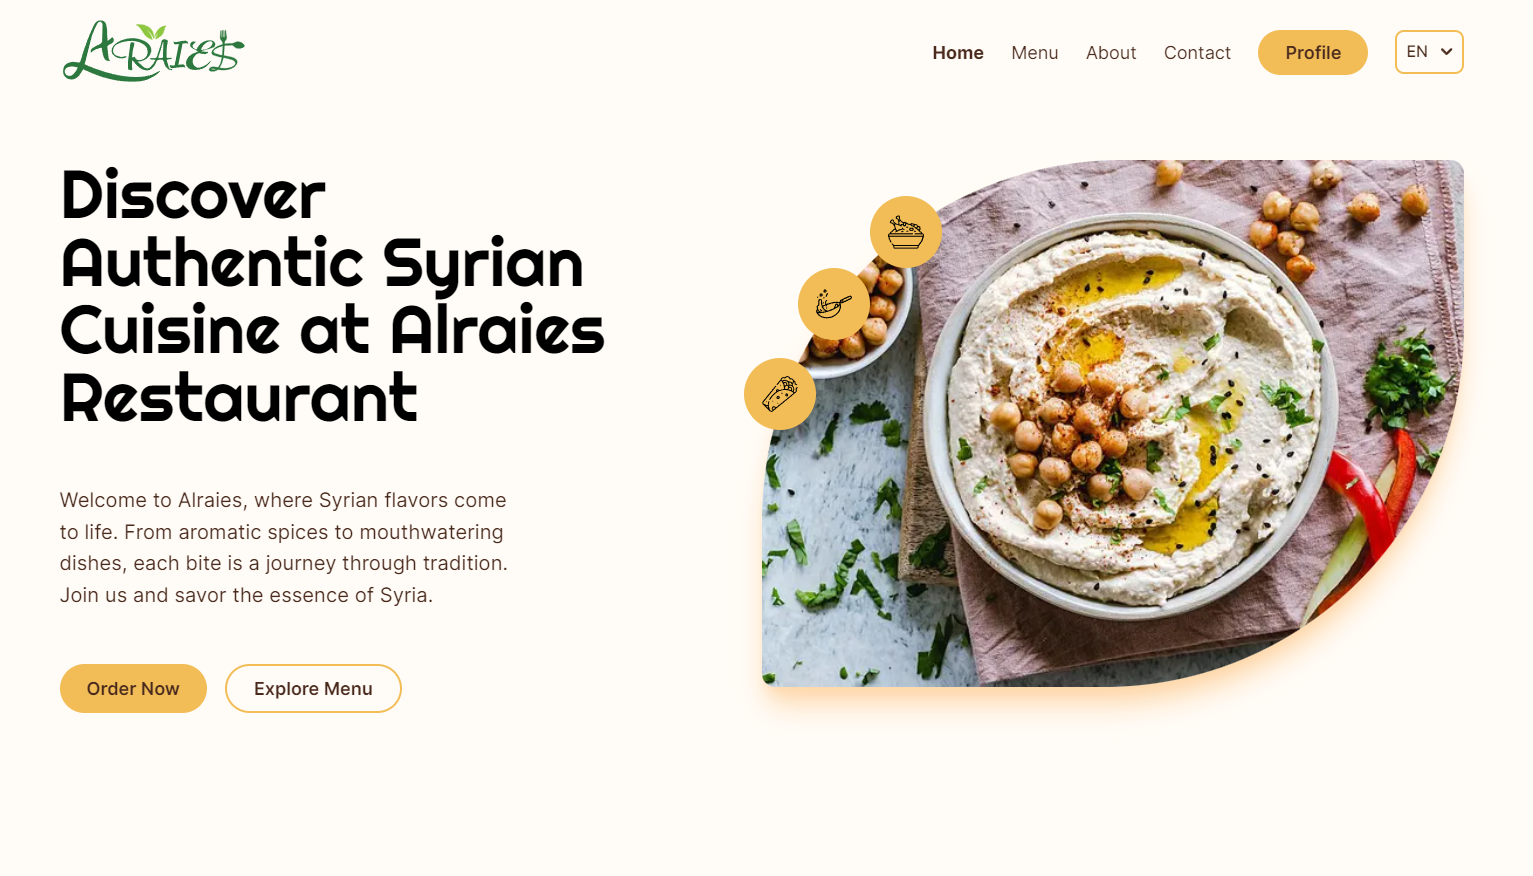 ARAIES
Home Menu About Contact Profile EN
Discover
Authentic Syrian
Cuisine at Alraies
Restaurant
Welcome to Alraies, where Syrian flavors come
to life. From aromatic spices to mouthwatering
dishes, each bite is a journey through tradition.
Join us and savor the essence of Syria.
Order Now Explore Menu